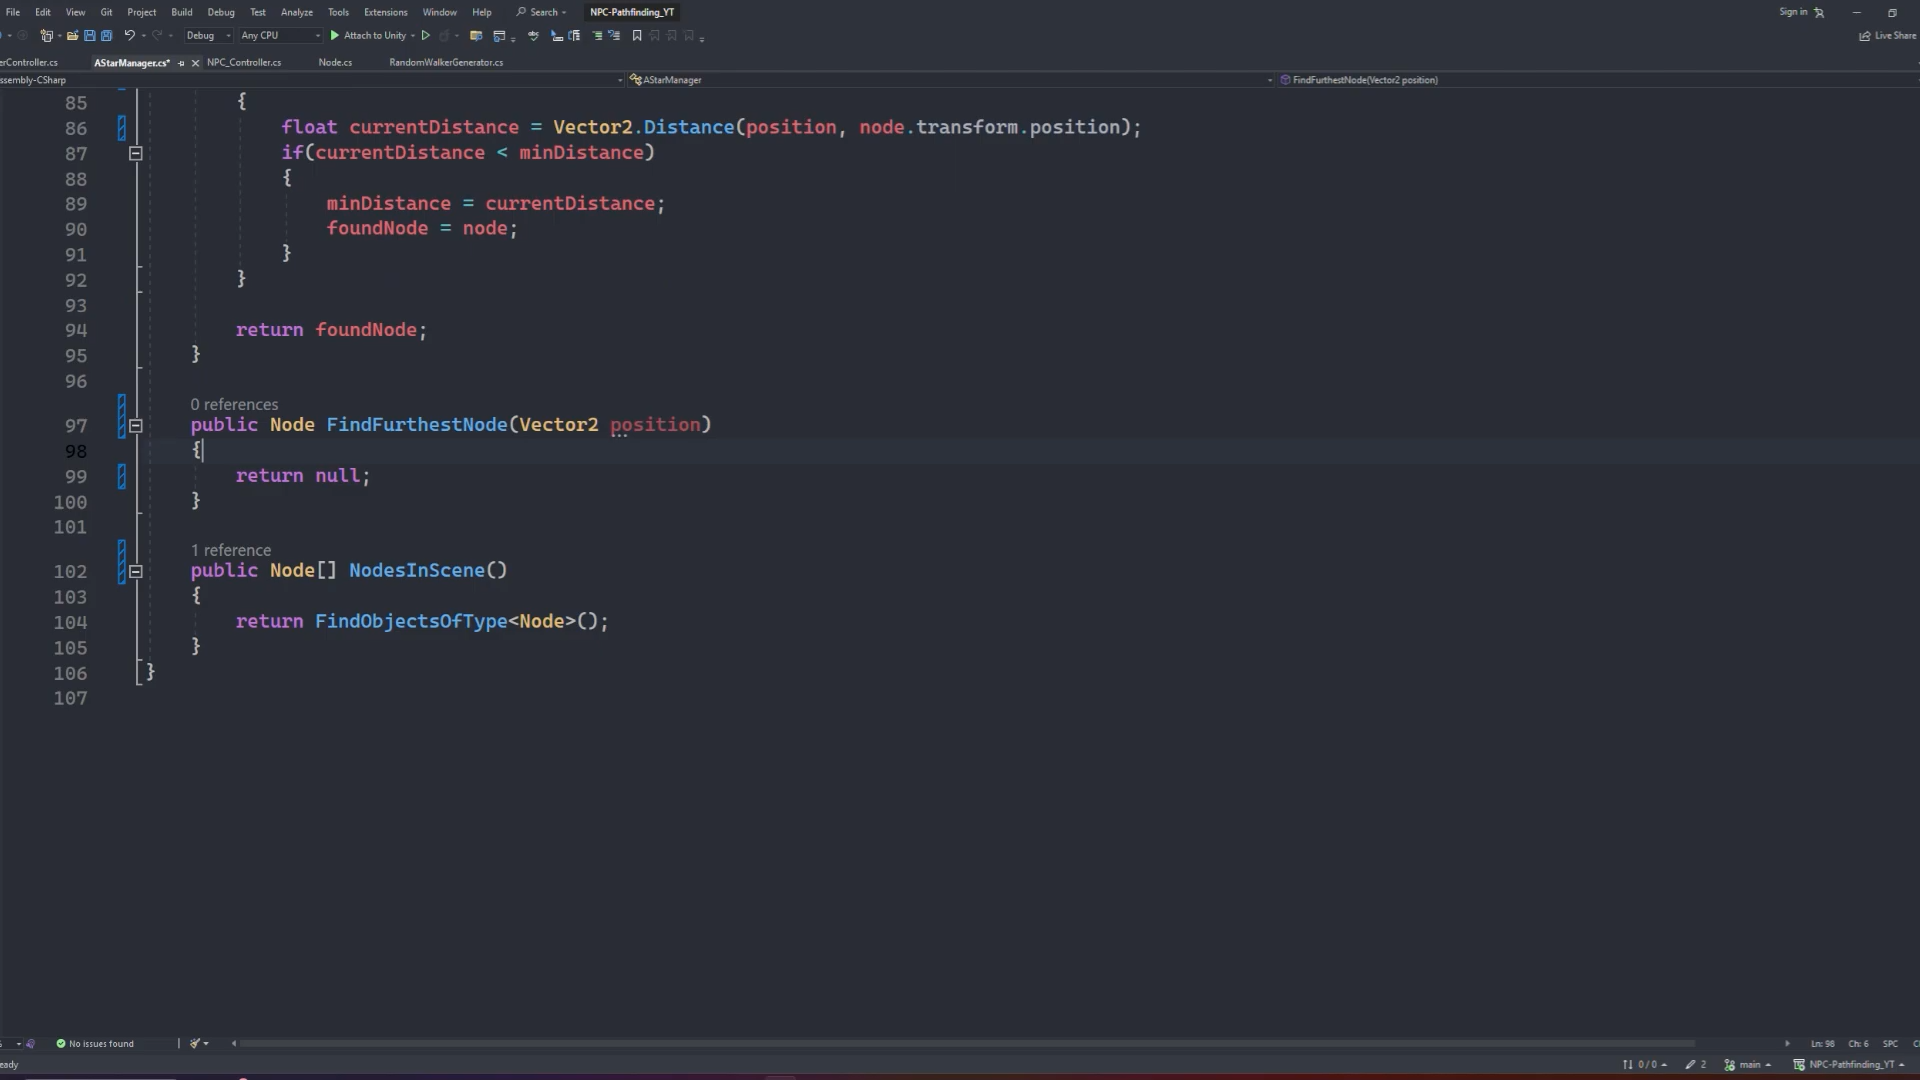 File Edit View Git Project Build Debug Test Analyze Tools Extensions Window Help Search NPC-Pathfinding_YT Sign in
Debug Any CPU Attach to Unity Live Share
erController.cs AStarManager.cs* NPC_Controller.cs Node.cs RandomWalkerGenerator.cs
ssembly-CSharp AStarManager FindFurthestNode(Vector2 position)
85 {
86 float currentDistance = Vector2.Distance(position, node.transform.position);
87 if(currentDistance < minDistance)
88 {
89 minDistance = currentDistance;
90 foundNode = node;
91 }
92 }
93
94 return foundNode;
95 }
96
0 references
97 public Node FindFurthestNode(Vector2 position)
98 {
99 return null;
100 }
101
1 reference
102 public Node[] NodesInScene()
103 {
104 return FindObjectsOfType<Node>();
105 }
106 }
107
No issues found Ln: 98 Ch: 6 SPC
eady 0 / 0 2 main NPC-Pathfinding_YT